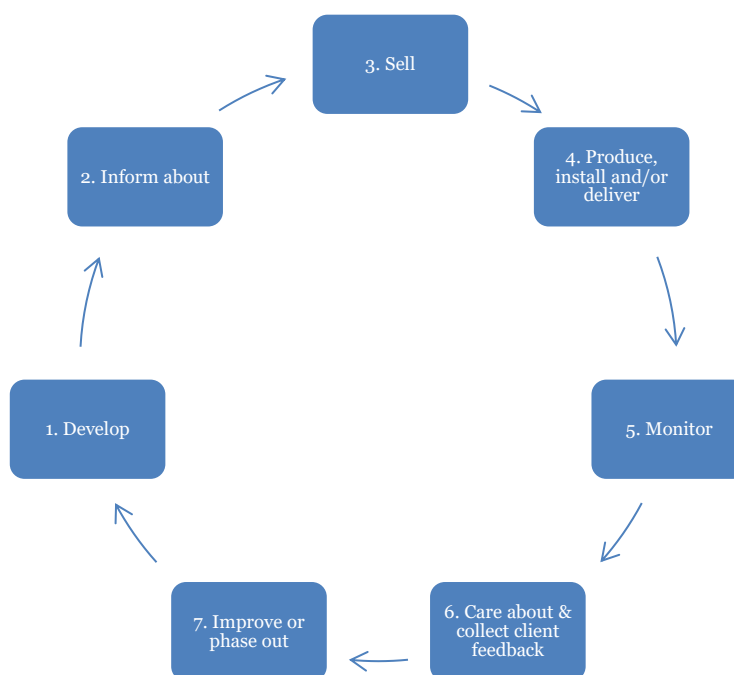 3. Sell
2. Inform about
4. Produce,
install and/or
deliver
1. Develop
5. Monitor
7. Improve or
phase out
6. Care about &
collect client
feedback